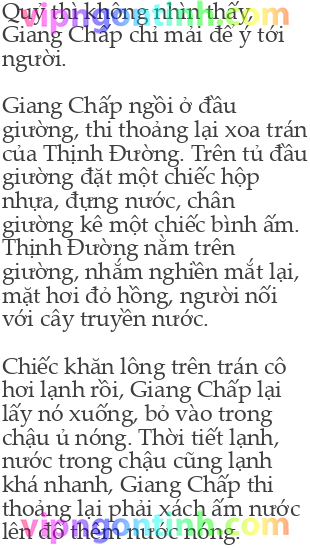 Quỷ thì không nhìn thấy,
vipngontinh.com
Giang Chấp chỉ mải để ý tới
người.
Giang Chấp ngồi ở đầu
giường, thi thoảng lại xoa trán
của Thịnh Đường. Trên tủ đầu
giường đặt một chiếc hộp
nhựa, đựng nước, chân
giường kê một chiếc bình ấm.
Thịnh Đường nằm trên
giường, nhắm nghiền mắt lại,
mặt hơi đỏ hồng, người nối
với cây truyền nước.
Chiếc khăn lông trên trán cô
hơi lạnh rồi, Giang Chấp lại
lấy nó xuống, bỏ vào trong
chậu ủ nóng. Thời tiết lạnh,
nước trong chậu cũng lạnh
khá nhanh, Giang Chấp thi
thoảng lại phải xách ấm nước
lên đổ thêm nước nóng.
vipngontinh.com